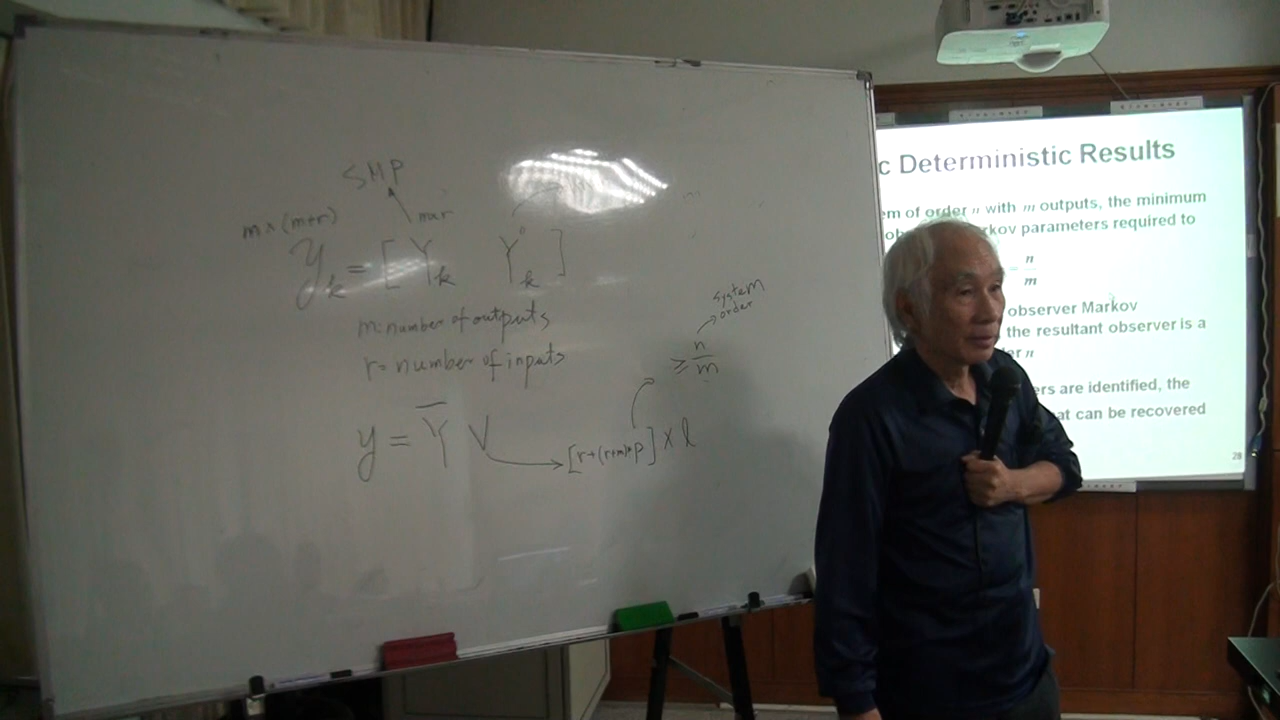 SMP
m×(m+r)
m×r
y_k = [Y_k Y°_k]
m: number of outputs
r = number of inputs
system
order
≥ n/m
y = Ȳ V
[r+(r+m)*p] × l
c Deterministic Results
em of order n with m outputs, the minimum
rkov parameters required to
= n/m
observer Markov
the resultant observer is a
er n
ers are identified, the
at can be recovered
28